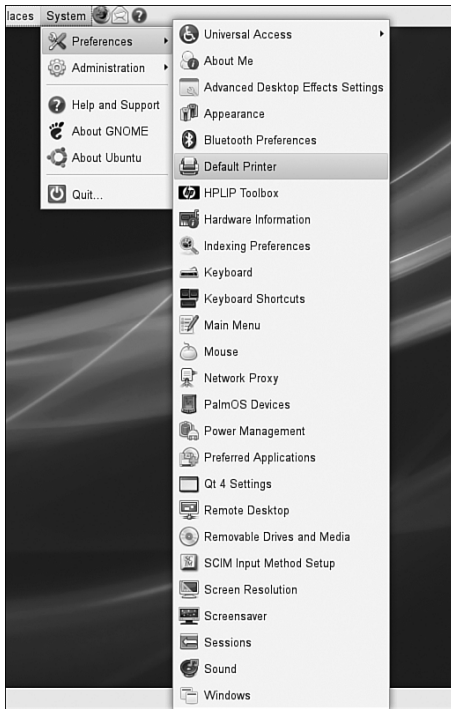 laces System
Preferences
Administration
Help and Support
About GNOME
About Ubuntu
Quit...
Universal Access
About Me
Advanced Desktop Effects Settings
Appearance
Bluetooth Preferences
Default Printer
HPLIP Toolbox
Hardware Information
Indexing Preferences
Keyboard
Keyboard Shortcuts
Main Menu
Mouse
Network Proxy
PalmOS Devices
Power Management
Preferred Applications
Qt 4 Settings
Remote Desktop
Removable Drives and Media
SCIM Input Method Setup
Screen Resolution
Screensaver
Sessions
Sound
Windows